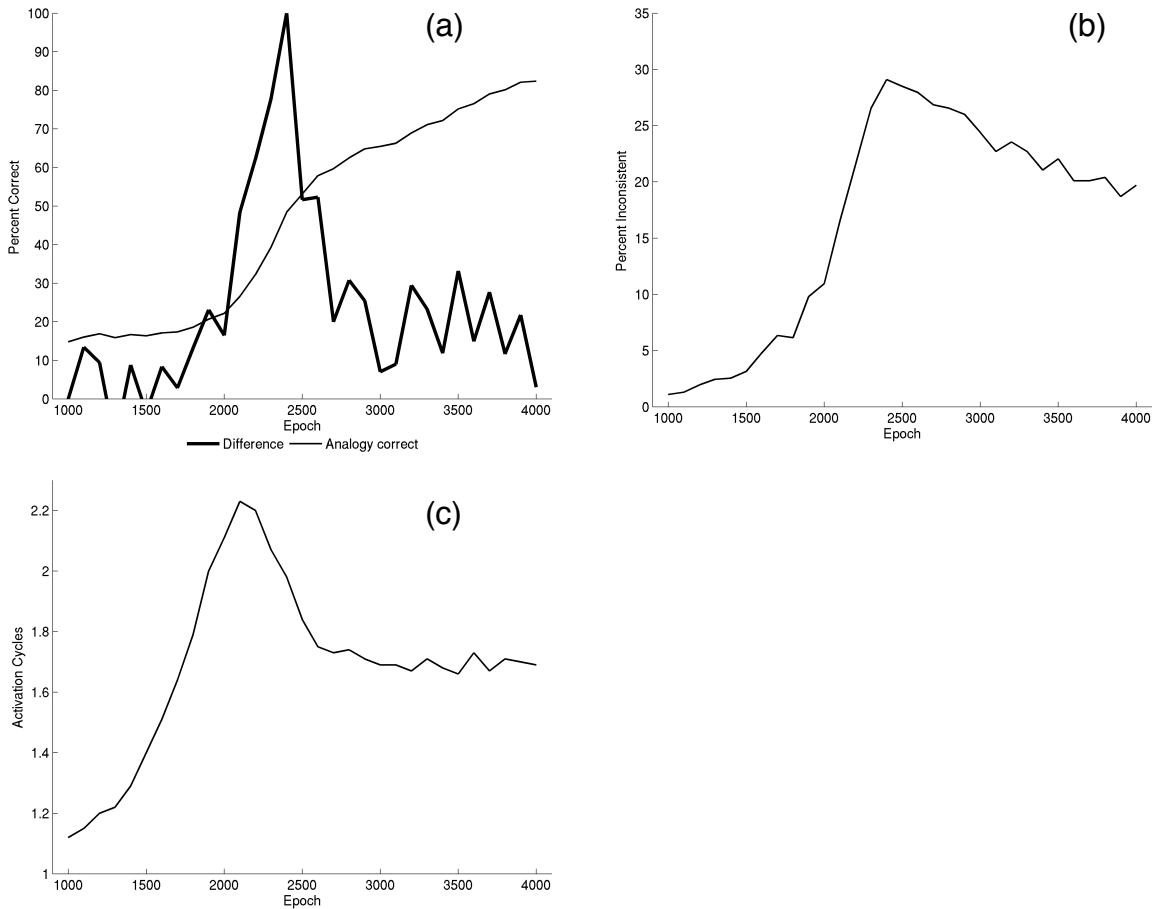 (a)
100
90
80
70
60
50
40
30
20
10
0
Percent Correct
1000 1500 2000 2500 3000 3500 4000
Epoch
Difference Analogy correct
(b)
35
30
25
20
15
10
5
0
Percent Inconsistent
1000 1500 2000 2500 3000 3500 4000
Epoch
(c)
2.2
2
1.8
1.6
1.4
1.2
1
Activation Cycles
1000 1500 2000 2500 3000 3500 4000
Epoch